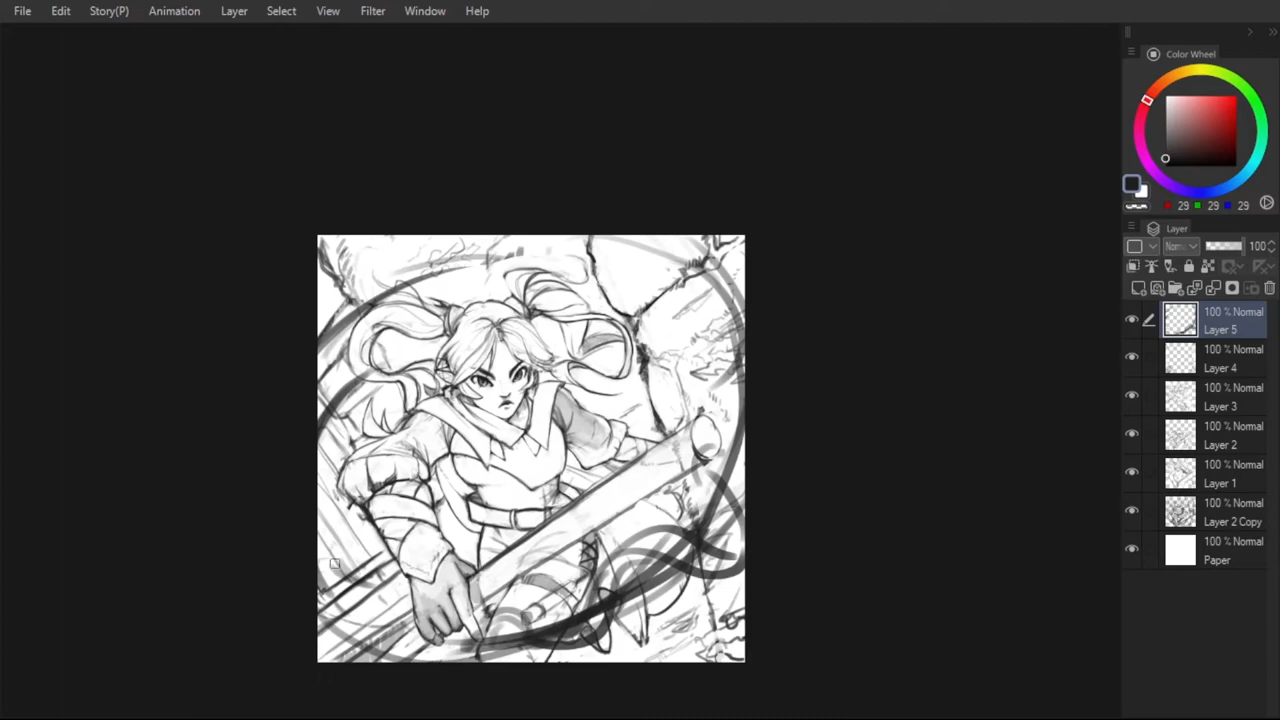 File Edit Story(P) Animation Layer Select View Filter Window Help
Color Wheel
29 29 29
Layer
Norm 100
100 % Normal
Layer 5
100 % Normal
Layer 4
100 % Normal
Layer 3
100 % Normal
Layer 2
100 % Normal
Layer 1
100 % Normal
Layer 2 Copy
100 % Normal
Paper